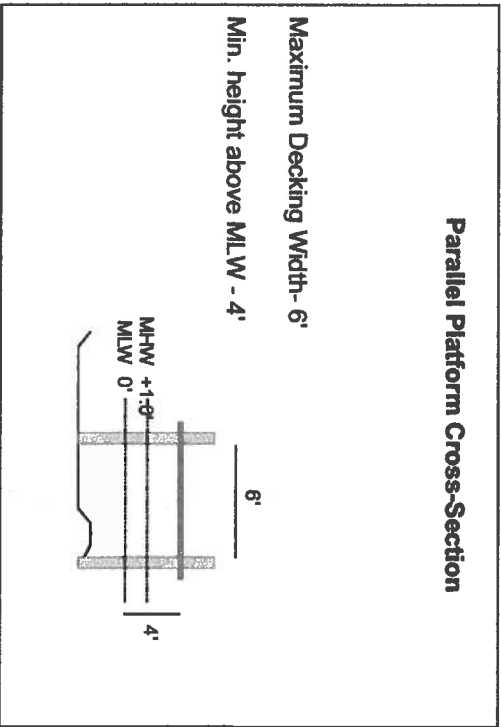 Parallel Platform Cross-Section
Maximum Decking Width- 6'
Min. height above MLW - 4'
6'
MHW +1.6'
MLW 0'
4'